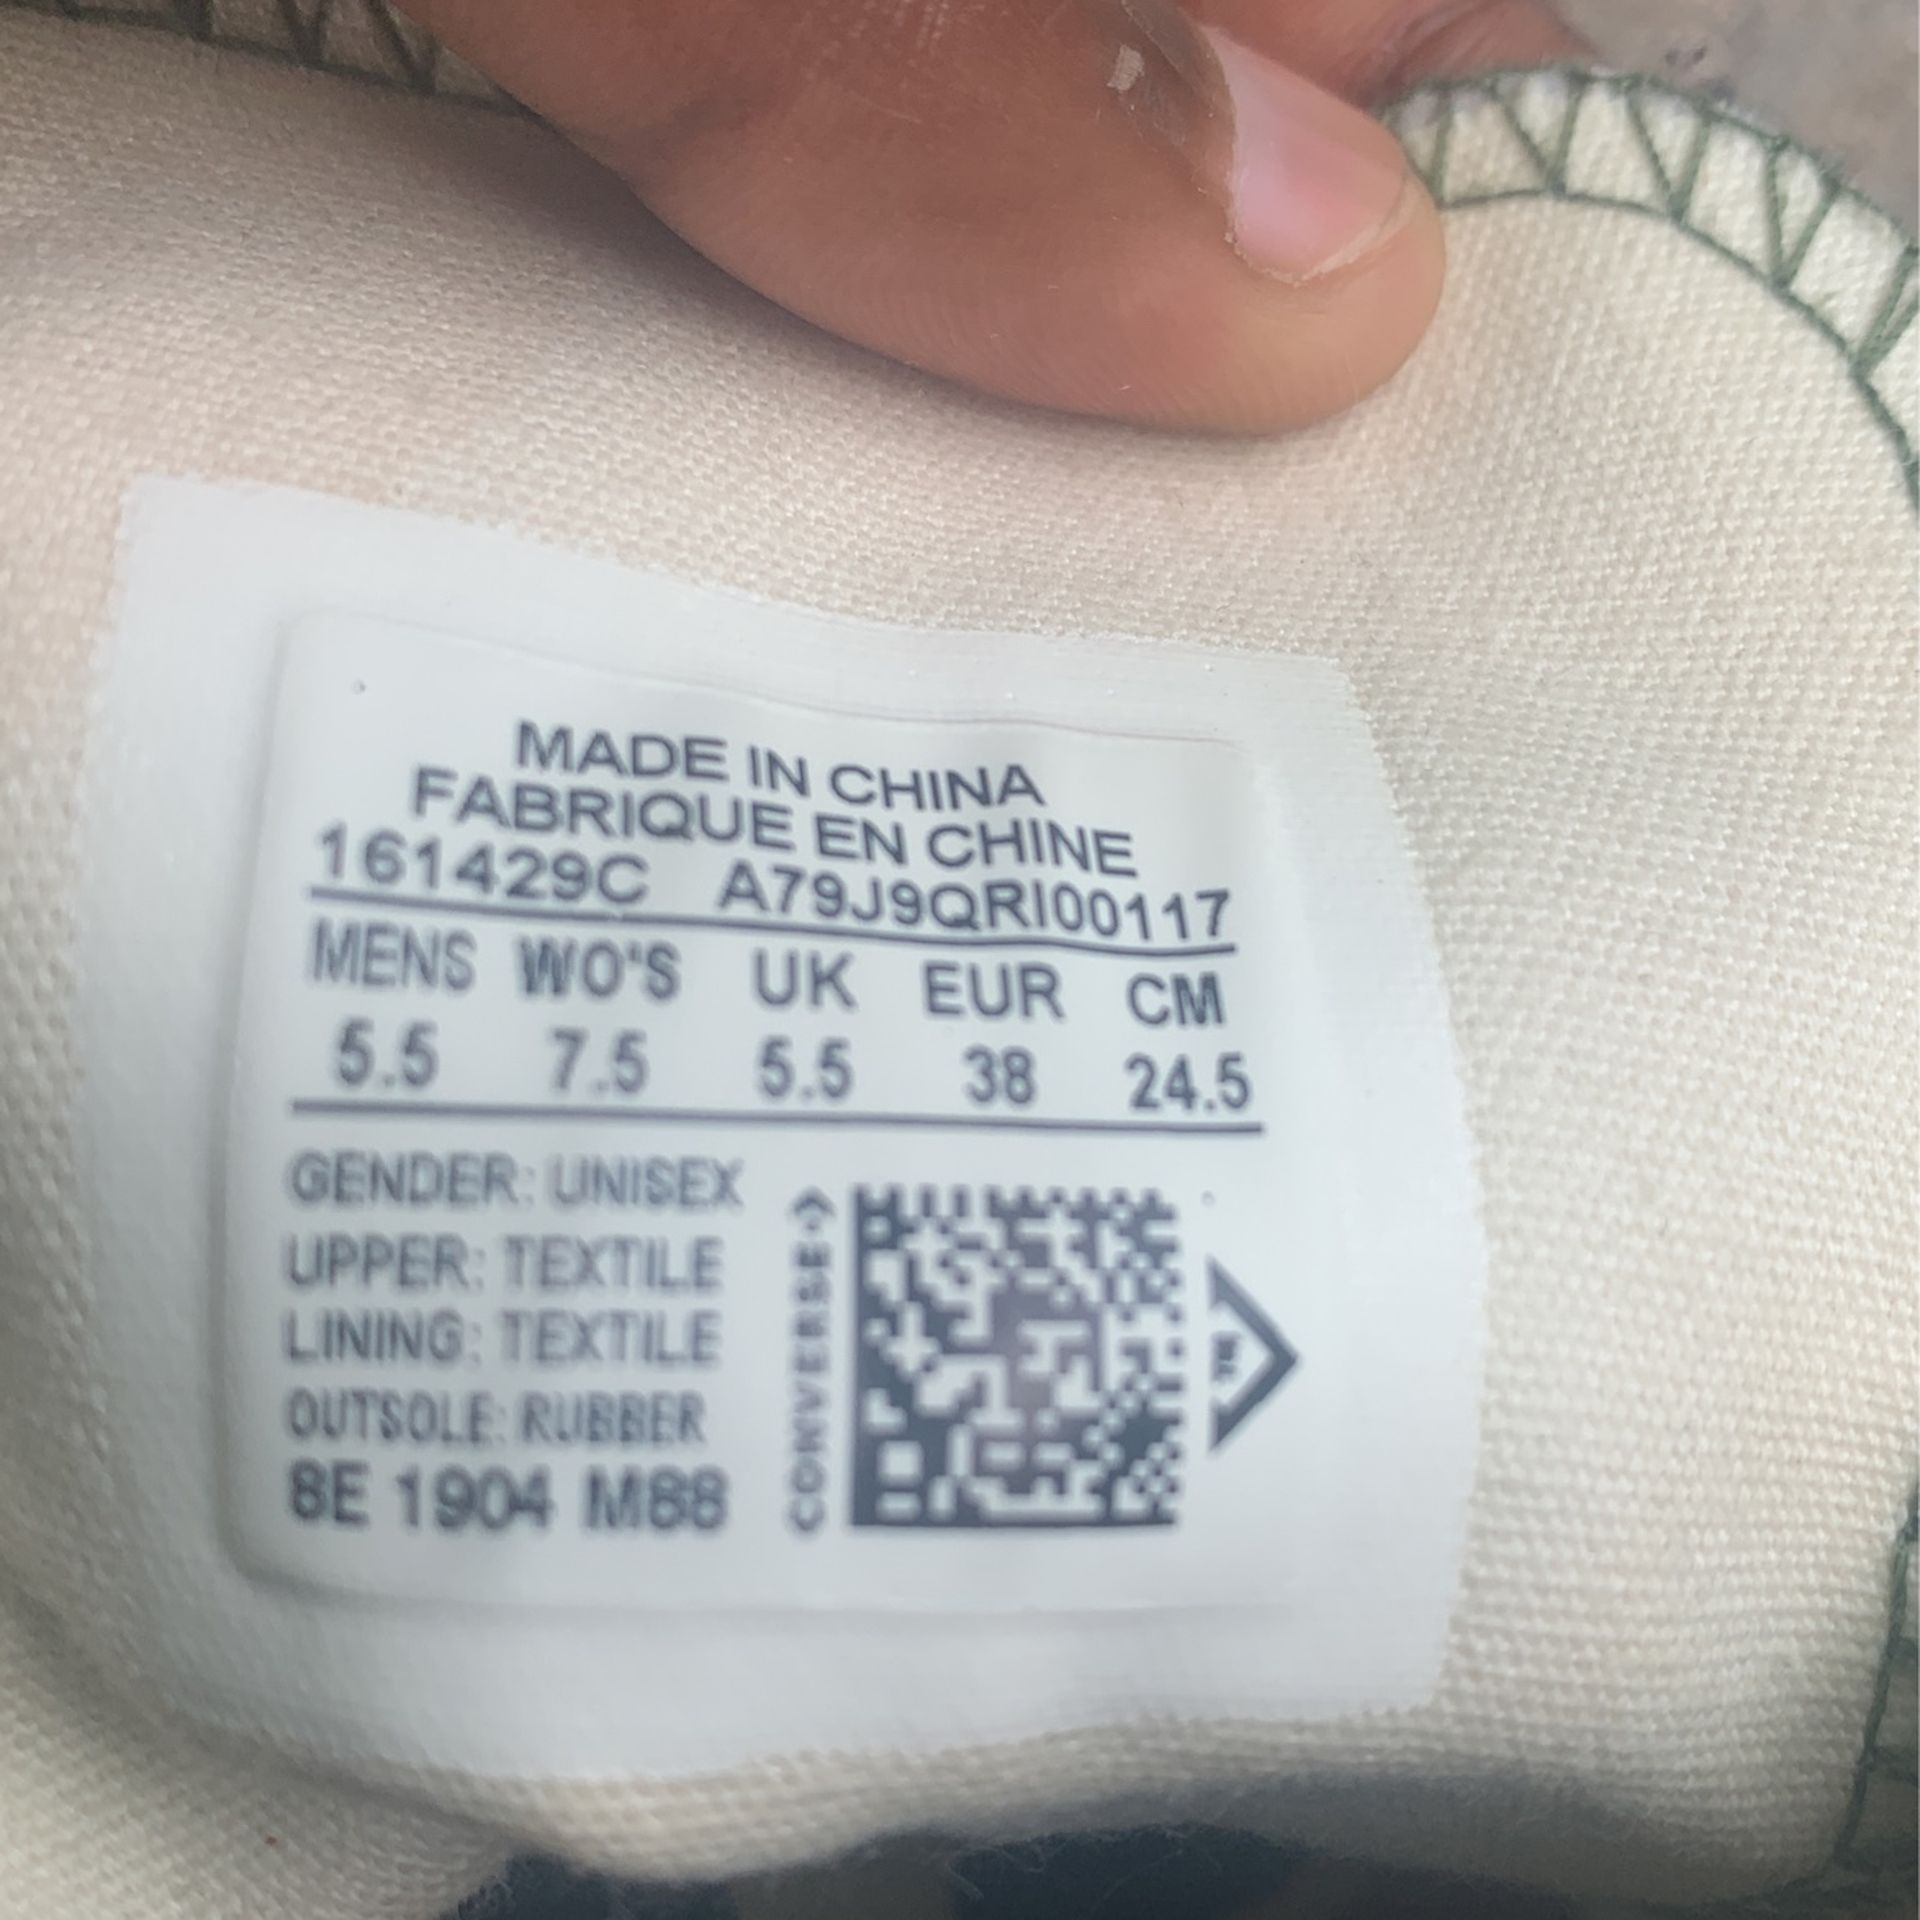 MADE IN CHINA
FABRIQUE EN CHINE
161429C A79J9QRI00117
MENS WO'S UK EUR CM
5.5 7.5 5.5 38 24.5
GENDER: UNISEX
UPPER: TEXTILE
LINING: TEXTILE
OUTSOLE: RUBBER
8E 1904 M88
CONVERSE
TM